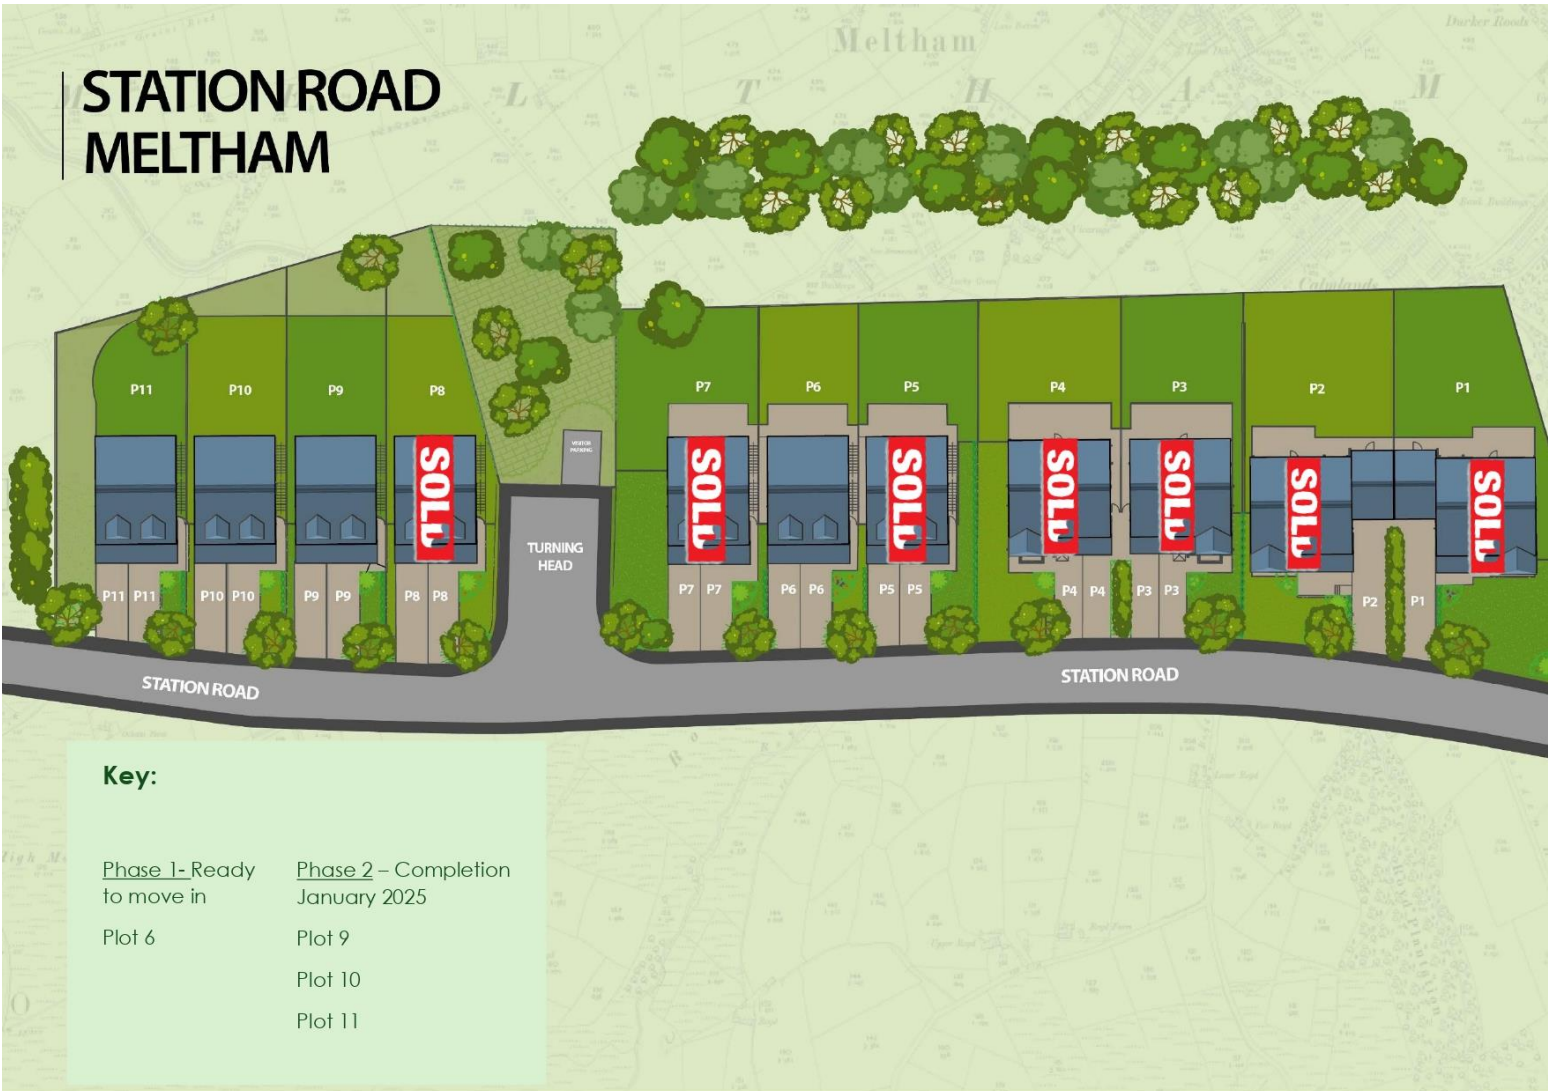 STATION ROAD
MELTHAM
Meltham
L T H A M
P11
P10
P9
P8
P7
P6
P5
P4
P3
P2
P1
VISITOR
PARKING
SOLD
SOLD
SOLD
SOLD
SOLD
SOLD
SOLD
TURNING
HEAD
P11 P11
P10 P10
P9 P9
P8 P8
P7 P7
P6 P6
P5 P5
P4 P4
P3 P3
P2
P1
STATION ROAD
STATION ROAD
Key:
Phase 1- Ready
to move in
Plot 6
Phase 2 – Completion
January 2025
Plot 9
Plot 10
Plot 11